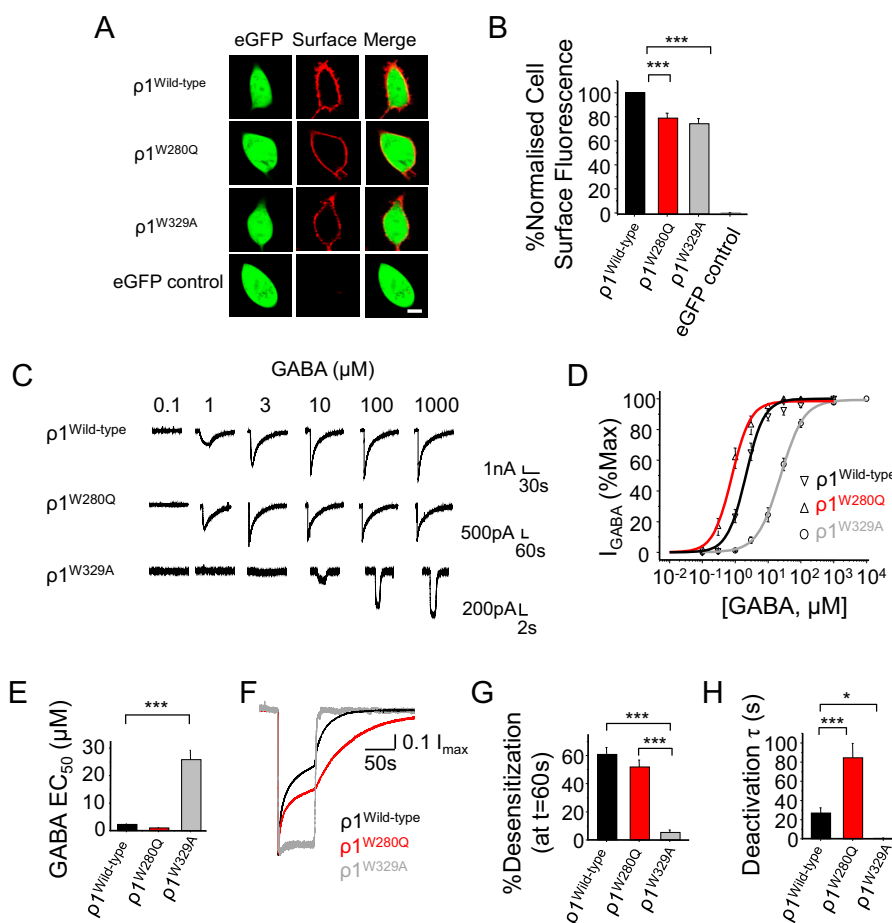 A
eGFP Surface Merge
ρ1Wild-type
ρ1W280Q
ρ1W329A
eGFP control
B
***
***
%Normalised Cell
Surface Fluorescence
100
80
60
40
20
0
ρ1Wild-type
ρ1W280Q
ρ1W329A
eGFP control
C
GABA (µM)
0.1 1 3 10 100 1000
ρ1Wild-type
1nA
30s
ρ1W280Q
500pA
60s
ρ1W329A
200pA
2s
D
IGABA (%Max)
100
80
60
40
20
0
10-2 10-1 100 101 102 103 104
[GABA, µM]
ρ1Wild-type
ρ1W280Q
ρ1W329A
E
***
GABA EC50 (µM)
30
20
10
0
ρ1Wild-type
ρ1W280Q
ρ1W329A
F
0.1 Imax
50s
ρ1Wild-type
ρ1W280Q
ρ1W329A
G
***
***
%Desensitization
(at t=60s)
60
40
20
0
ρ1Wild-type
ρ1W280Q
ρ1W329A
H
*
***
Deactivation τ (s)
100
80
60
40
20
0
ρ1Wild-type
ρ1W280Q
ρ1W329A